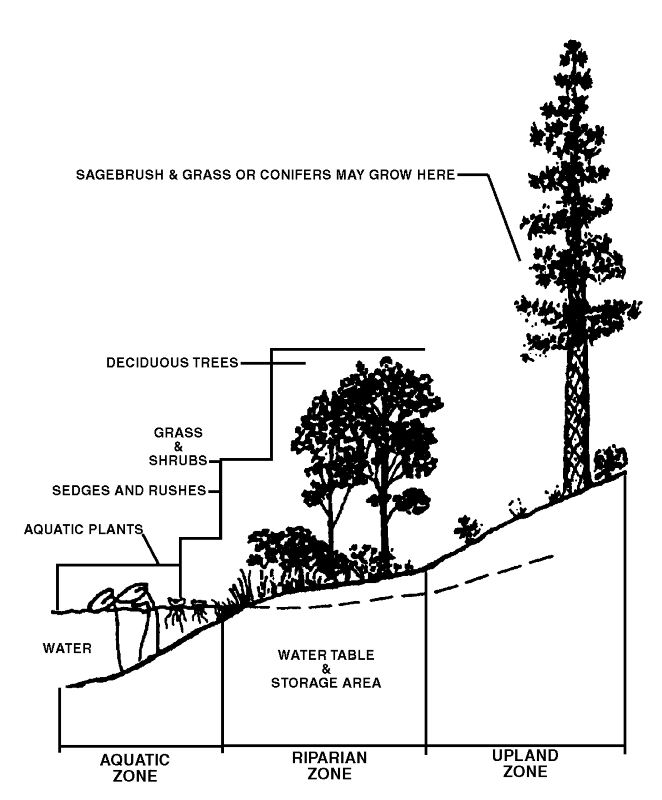 SAGEBRUSH & GRASS OR CONIFERS MAY GROW HERE
DECIDUOUS TREES
GRASS
&
SHRUBS
SEDGES AND RUSHES
AQUATIC PLANTS
WATER
WATER TABLE
&
STORAGE AREA
AQUATIC
ZONE
RIPARIAN
ZONE
UPLAND
ZONE